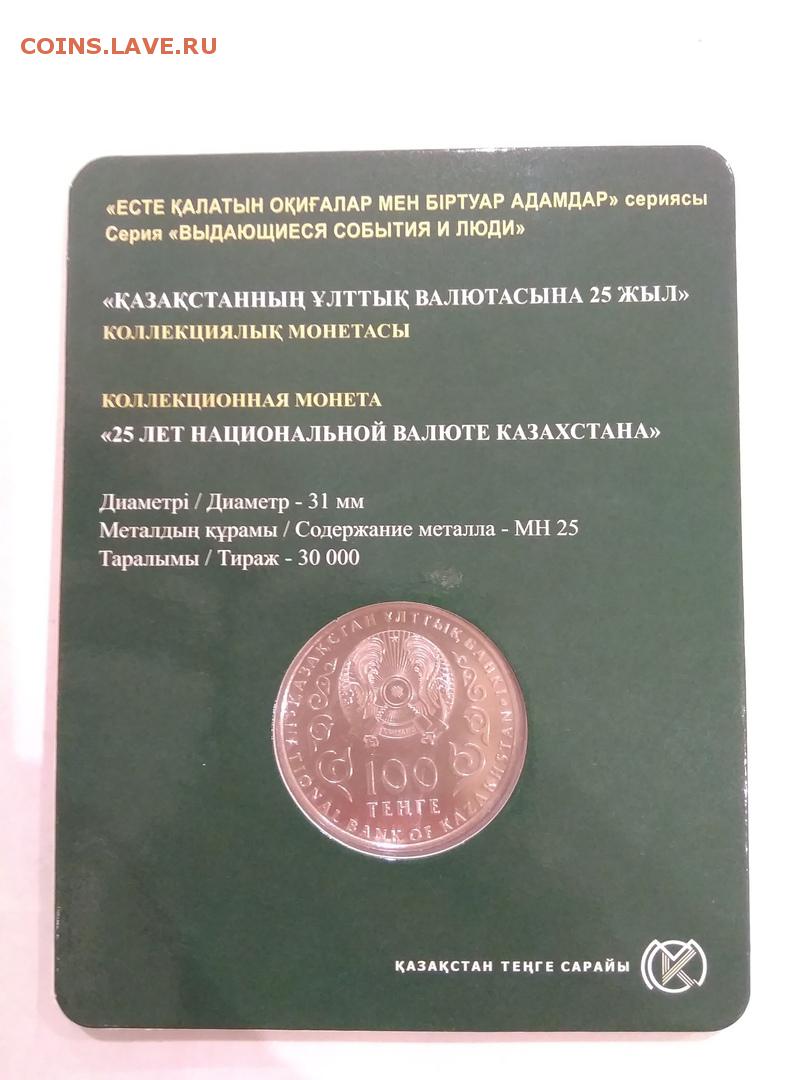 COINS.LAVE.RU
«ЕСТЕ ҚАЛАТЫН ОҚИҒАЛАР МЕН БІРТУАР АДАМДАР» сериясы
Серия «ВЫДАЮЩИЕСЯ СОБЫТИЯ И ЛЮДИ»
«ҚАЗАҚСТАННЫҢ ҰЛТТЫҚ ВАЛЮТАСЫНА 25 ЖЫЛ»
КОЛЛЕКЦИЯЛЫҚ МОНЕТАСЫ
КОЛЛЕКЦИОННАЯ МОНЕТА
«25 ЛЕТ НАЦИОНАЛЬНОЙ ВАЛЮТЕ КАЗАХСТАНА»
Диаметрі / Диаметр - 31 мм
Металдың құрамы / Содержание металла - МН 25
Таралымы / Тираж - 30 000
ҚАЗАҚСТАН ҰЛТТЫҚ БАНКІ
100
ТЕҢГЕ
NATIONAL BANK OF KAZAKHSTAN
ҚАЗАҚСТАН ТЕҢГЕ САРАЙЫ